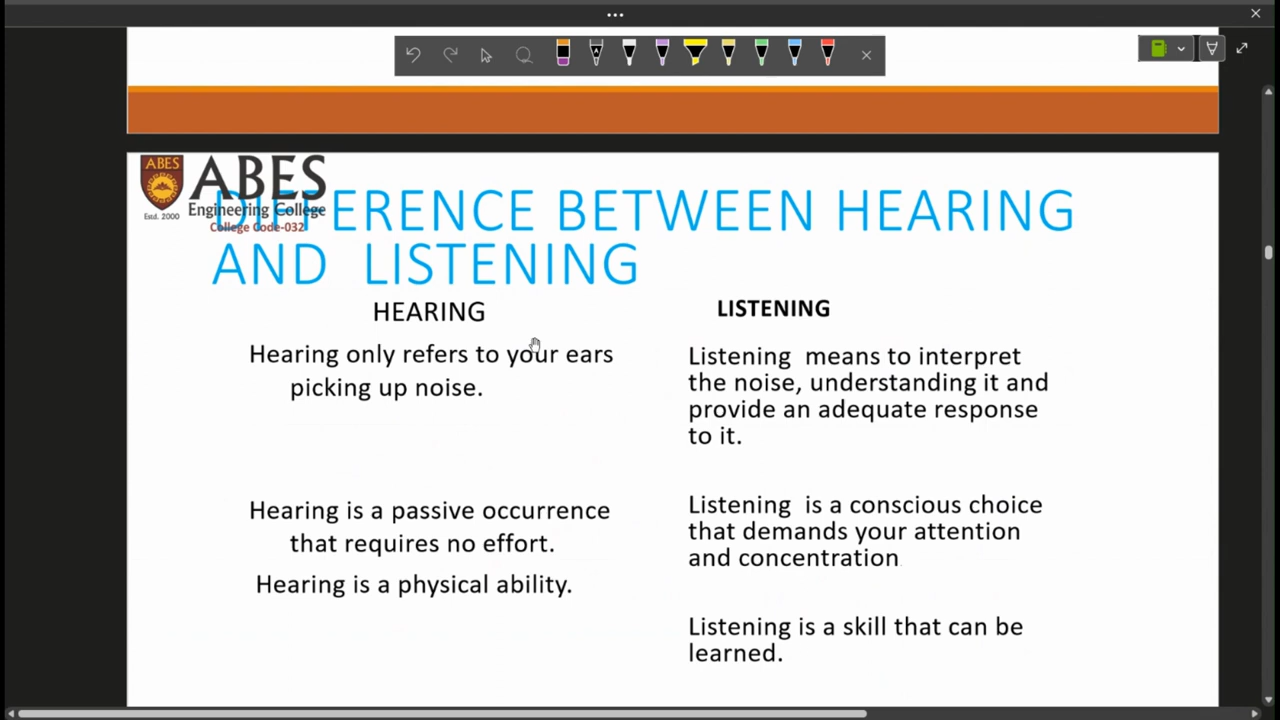 ABES
Estd. 2000
ABES
Engineering College
College Code-032
DIFFERENCE BETWEEN HEARING
AND LISTENING
HEARING
Hearing only refers to your ears
picking up noise.
Hearing is a passive occurrence
that requires no effort.
Hearing is a physical ability.
LISTENING
Listening means to interpret
the noise, understanding it and
provide an adequate response
to it.
Listening is a conscious choice
that demands your attention
and concentration
Listening is a skill that can be
learned.